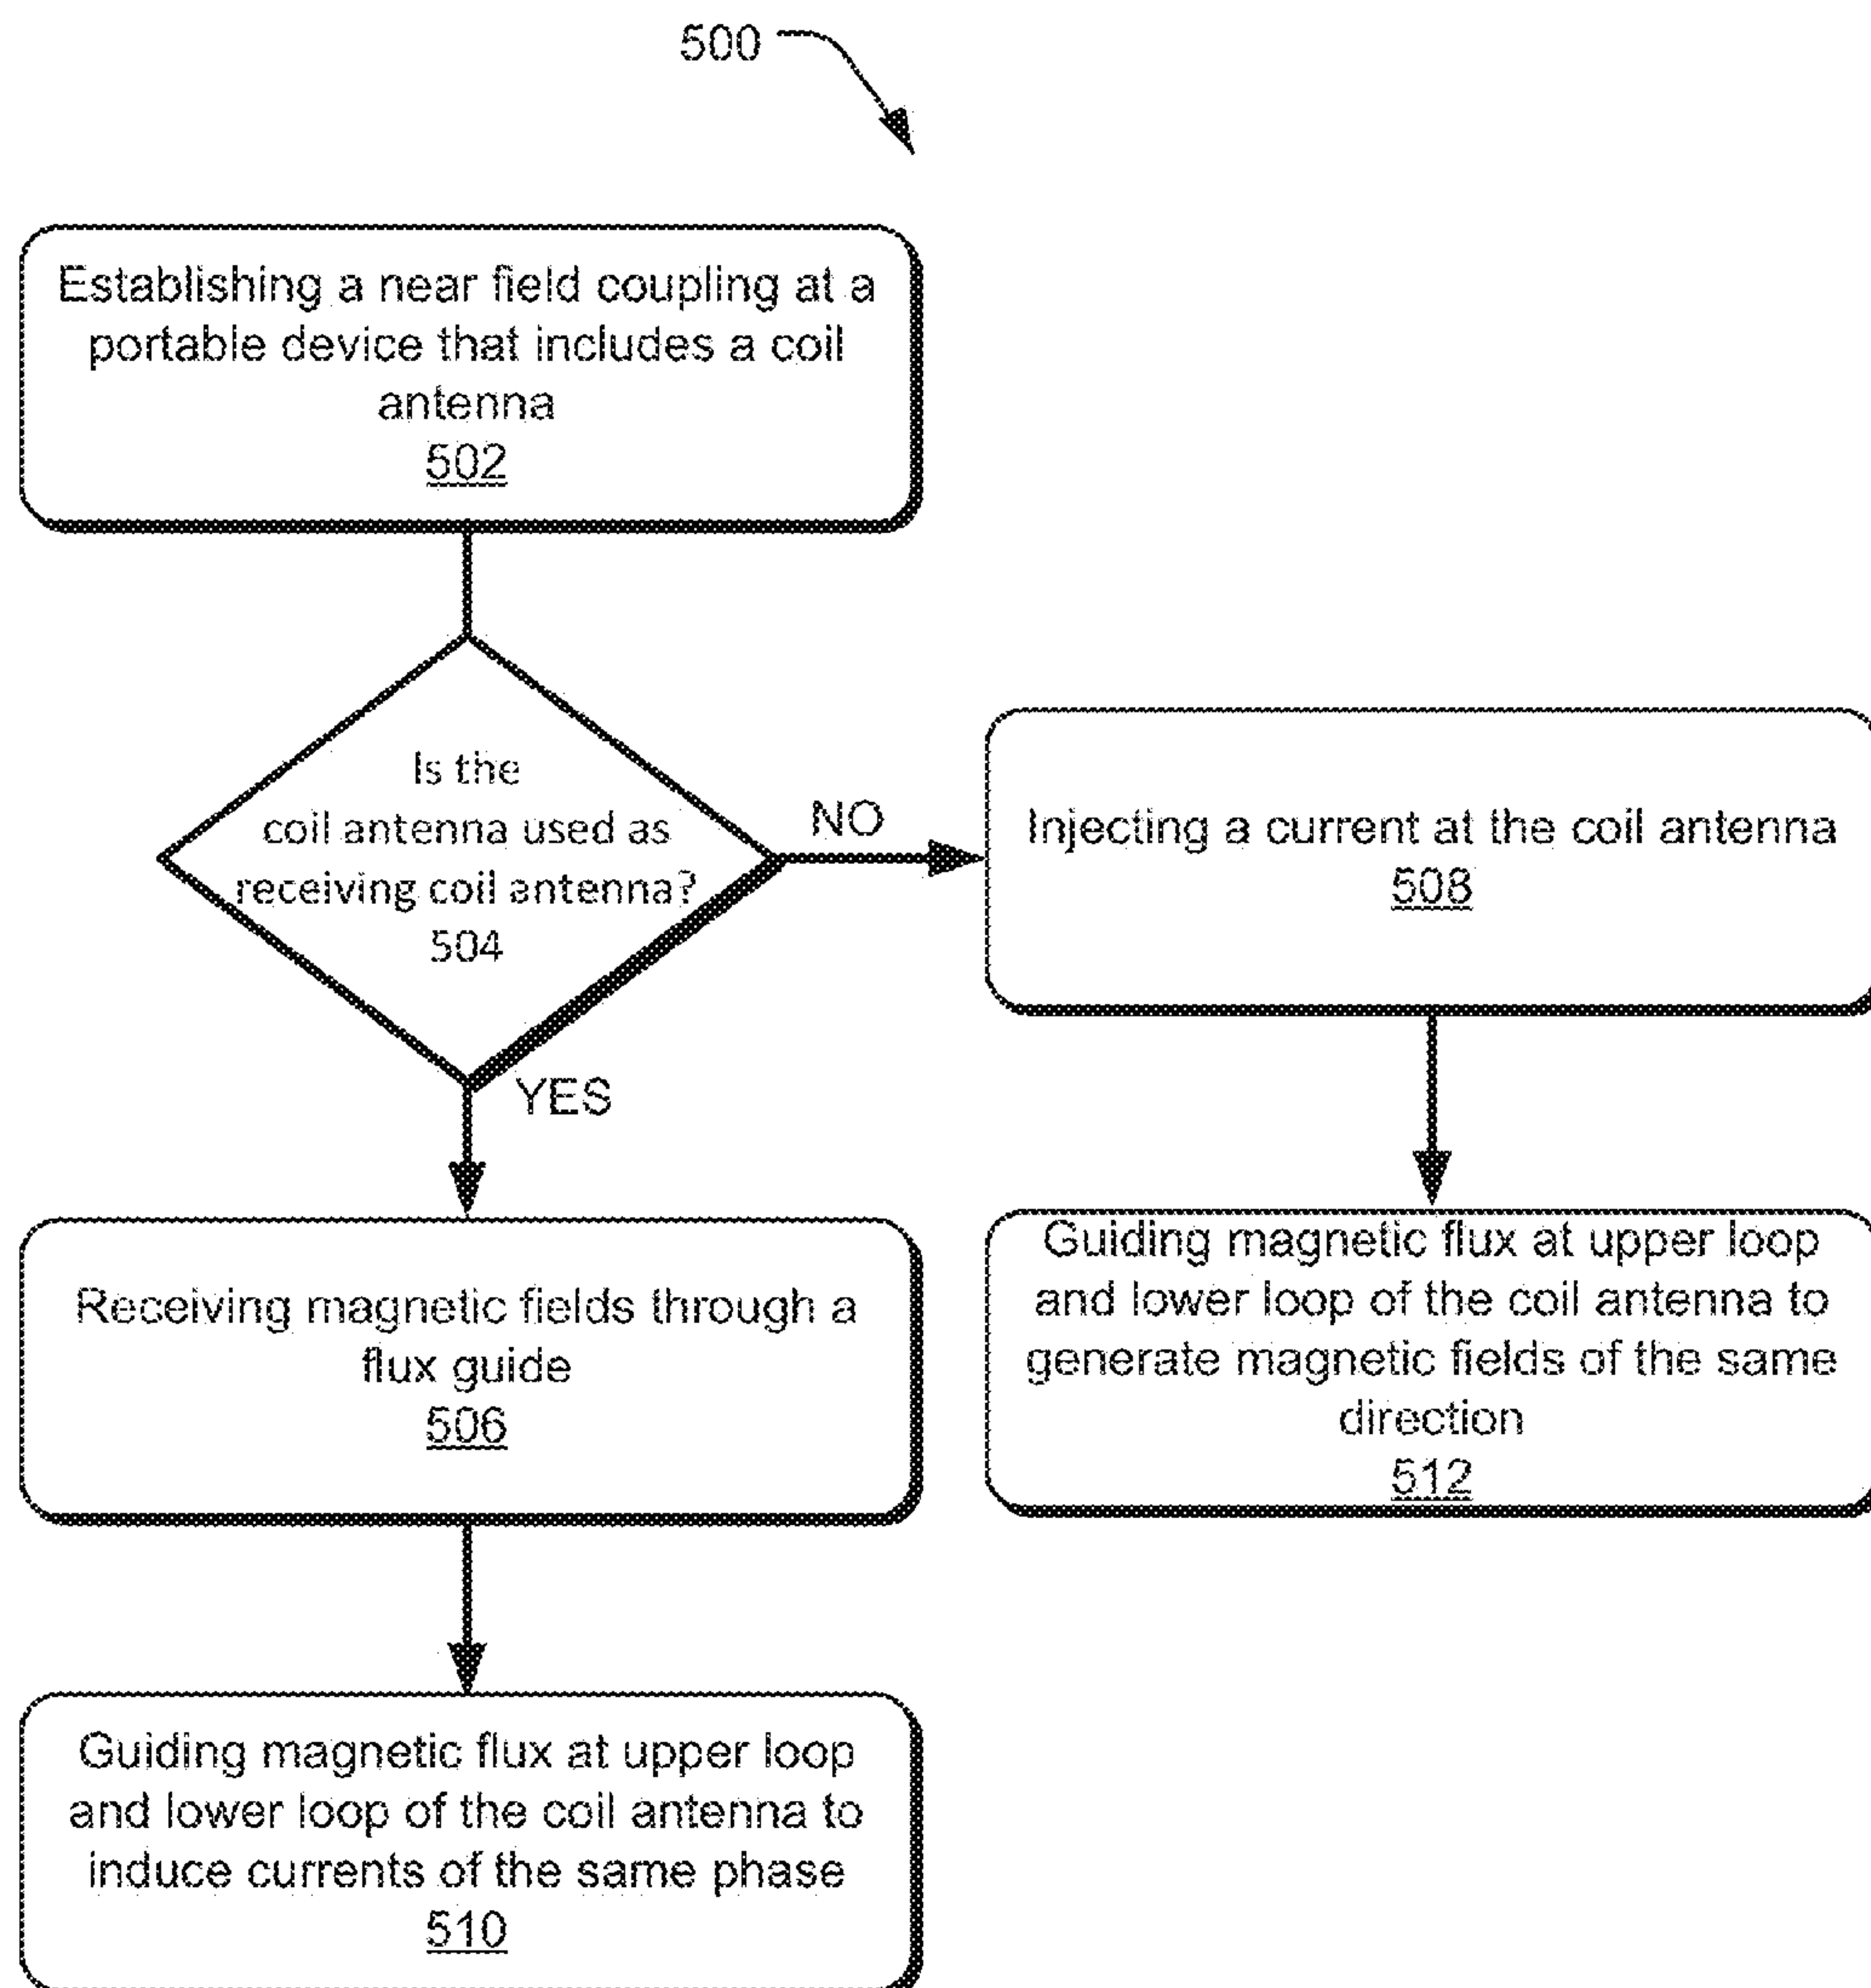 500
Establishing a near field coupling at a
portable device that includes a coil
antenna
502
Is the
coil antenna used as
receiving coil antenna?
504
NO
Injecting a current at the coil antenna
508
YES
Receiving magnetic fields through a
flux guide
506
Guiding magnetic flux at upper loop
and lower loop of the coil antenna to
generate magnetic fields of the same
direction
512
Guiding magnetic flux at upper loop
and lower loop of the coil antenna to
induce currents of the same phase
510